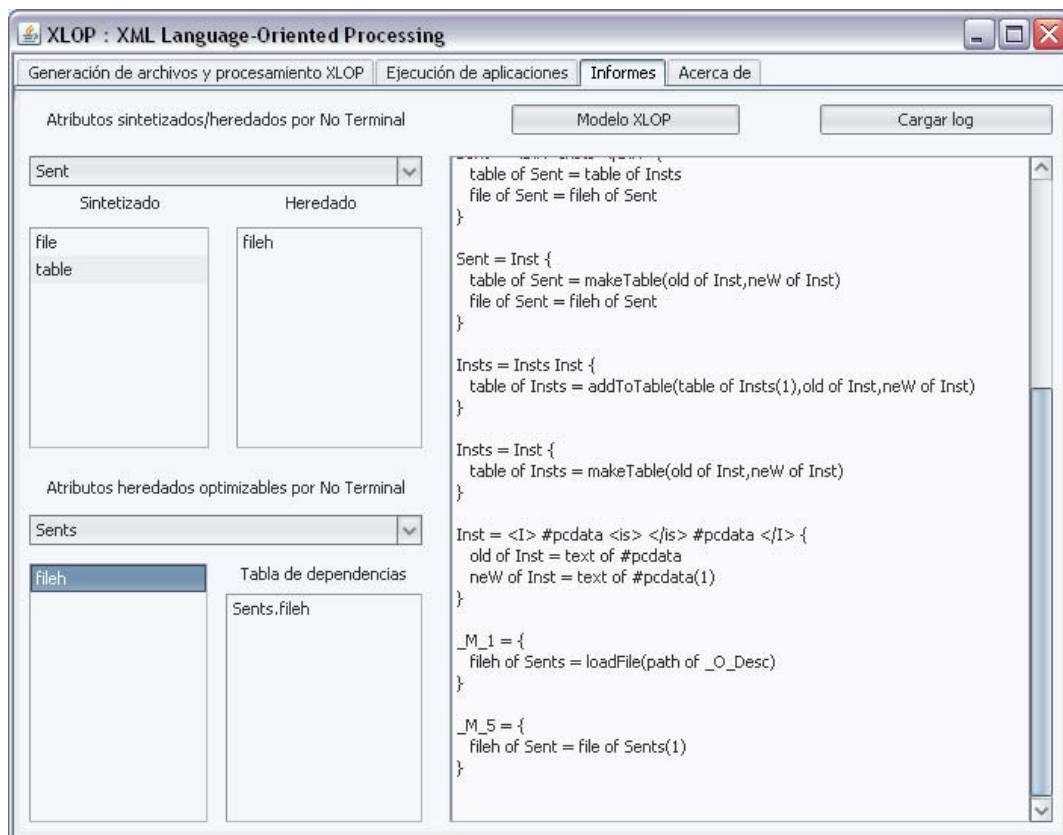 XLOP : XML Language-Oriented Processing
Generación de archivos y procesamiento XLOP
Ejecución de aplicaciones
Informes
Acerca de
Atributos sintetizados/heredados por No Terminal
Modelo XLOP
Cargar log
Sent
Sintetizado
Heredado
file
table
fileh
Atributos heredados optimizables por No Terminal
Sents
fileh
Tabla de dependencias
Sents.fileh
table of Sent = table of Insts
file of Sent = fileh of Sent
}
Sent = Inst {
table of Sent = makeTable(old of Inst,neW of Inst)
file of Sent = fileh of Sent
}
Insts = Insts Inst {
table of Insts = addToTable(table of Insts(1),old of Inst,neW of Inst)
}
Insts = Inst {
table of Insts = makeTable(old of Inst,neW of Inst)
}
Inst = <I> #pcdata <is> </is> #pcdata </I> {
old of Inst = text of #pcdata
neW of Inst = text of #pcdata(1)
}
_M_1 = {
fileh of Sents = loadFile(path of _O_Desc)
}
_M_5 = {
fileh of Sent = file of Sents(1)
}